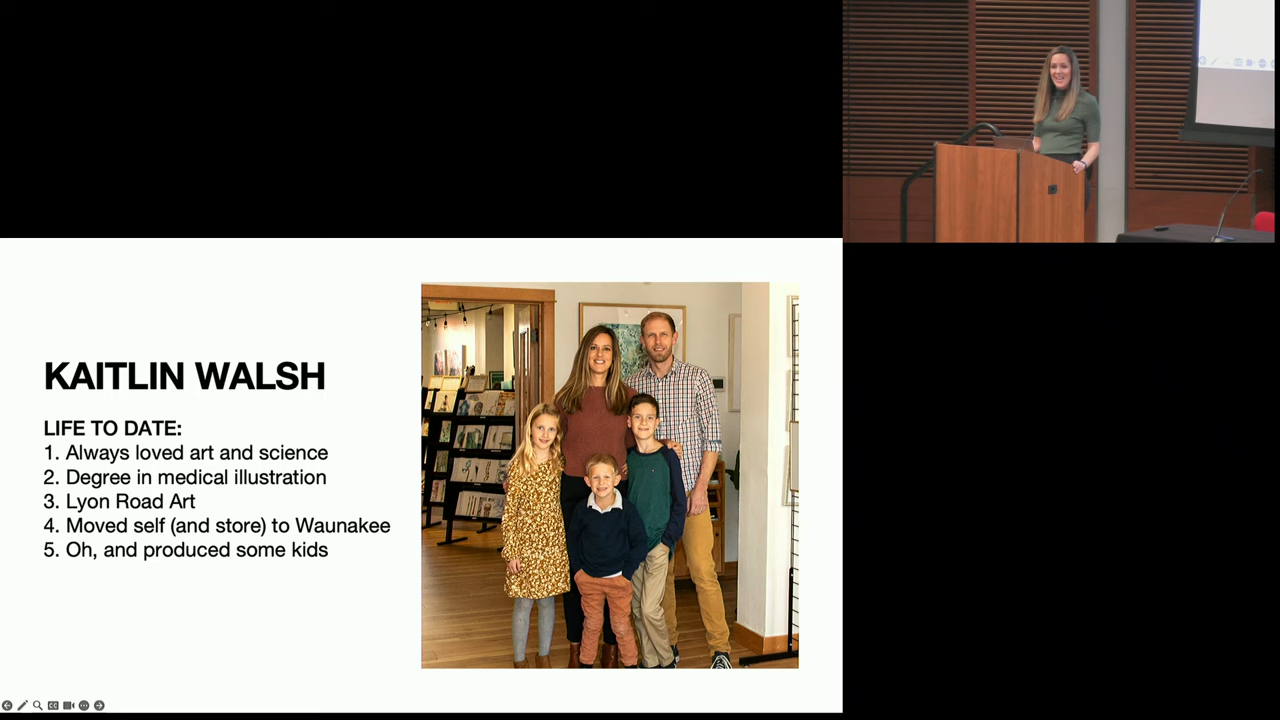 KAITLIN WALSH
LIFE TO DATE:
1. Always loved art and science
2. Degree in medical illustration
3. Lyon Road Art
4. Moved self (and store) to Waunakee
5. Oh, and produced some kids